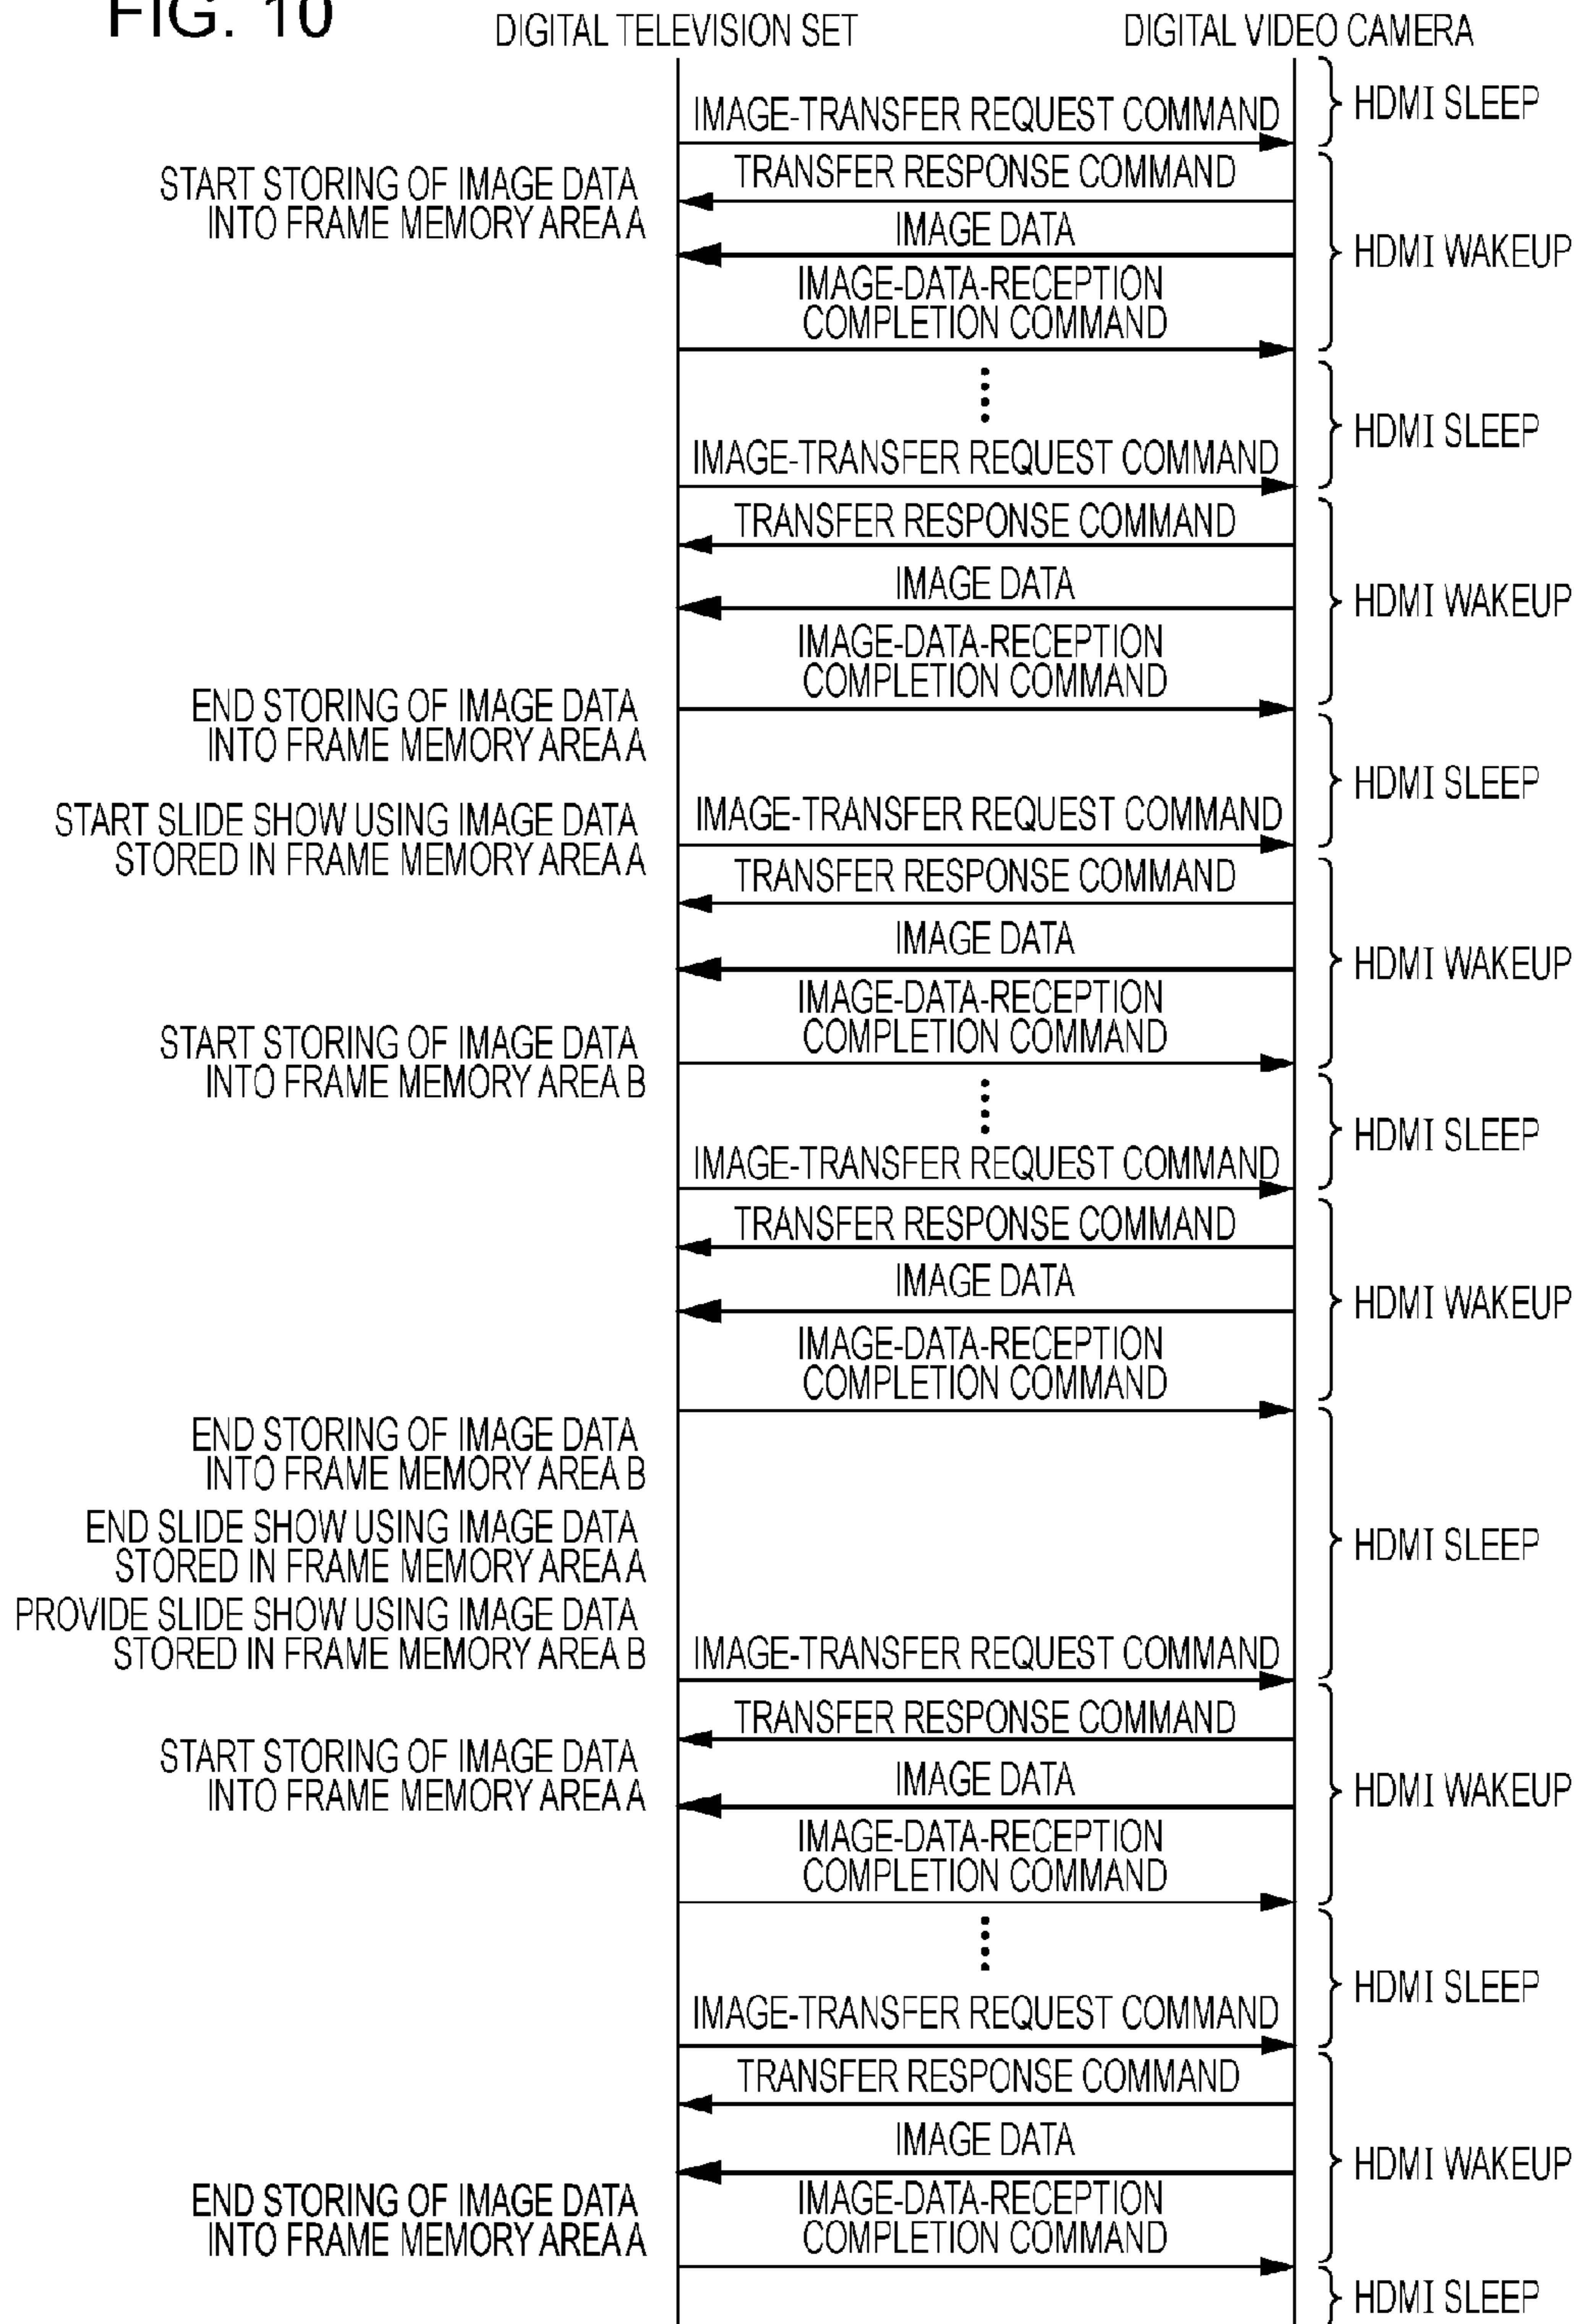 FIG. 10
DIGITAL TELEVISION SET
DIGITAL VIDEO CAMERA
HDMI SLEEP
IMAGE-TRANSFER REQUEST COMMAND
TRANSFER RESPONSE COMMAND
START STORING OF IMAGE DATA
INTO FRAME MEMORY AREA A
IMAGE DATA
HDMI WAKEUP
IMAGE-DATA-RECEPTION
COMPLETION COMMAND
HDMI SLEEP
IMAGE-TRANSFER REQUEST COMMAND
TRANSFER RESPONSE COMMAND
IMAGE DATA
HDMI WAKEUP
IMAGE-DATA-RECEPTION
COMPLETION COMMAND
END STORING OF IMAGE DATA
INTO FRAME MEMORY AREA A
HDMI SLEEP
START SLIDE SHOW USING IMAGE DATA
STORED IN FRAME MEMORY AREA A
IMAGE-TRANSFER REQUEST COMMAND
TRANSFER RESPONSE COMMAND
IMAGE DATA
HDMI WAKEUP
IMAGE-DATA-RECEPTION
COMPLETION COMMAND
START STORING OF IMAGE DATA
INTO FRAME MEMORY AREA B
HDMI SLEEP
IMAGE-TRANSFER REQUEST COMMAND
TRANSFER RESPONSE COMMAND
IMAGE DATA
HDMI WAKEUP
IMAGE-DATA-RECEPTION
COMPLETION COMMAND
END STORING OF IMAGE DATA
INTO FRAME MEMORY AREA B
END SLIDE SHOW USING IMAGE DATA
STORED IN FRAME MEMORY AREA A
HDMI SLEEP
PROVIDE SLIDE SHOW USING IMAGE DATA
STORED IN FRAME MEMORY AREA B
IMAGE-TRANSFER REQUEST COMMAND
TRANSFER RESPONSE COMMAND
START STORING OF IMAGE DATA
INTO FRAME MEMORY AREA A
IMAGE DATA
HDMI WAKEUP
IMAGE-DATA-RECEPTION
COMPLETION COMMAND
HDMI SLEEP
IMAGE-TRANSFER REQUEST COMMAND
TRANSFER RESPONSE COMMAND
IMAGE DATA
HDMI WAKEUP
END STORING OF IMAGE DATA
INTO FRAME MEMORY AREA A
IMAGE-DATA-RECEPTION
COMPLETION COMMAND
HDMI SLEEP